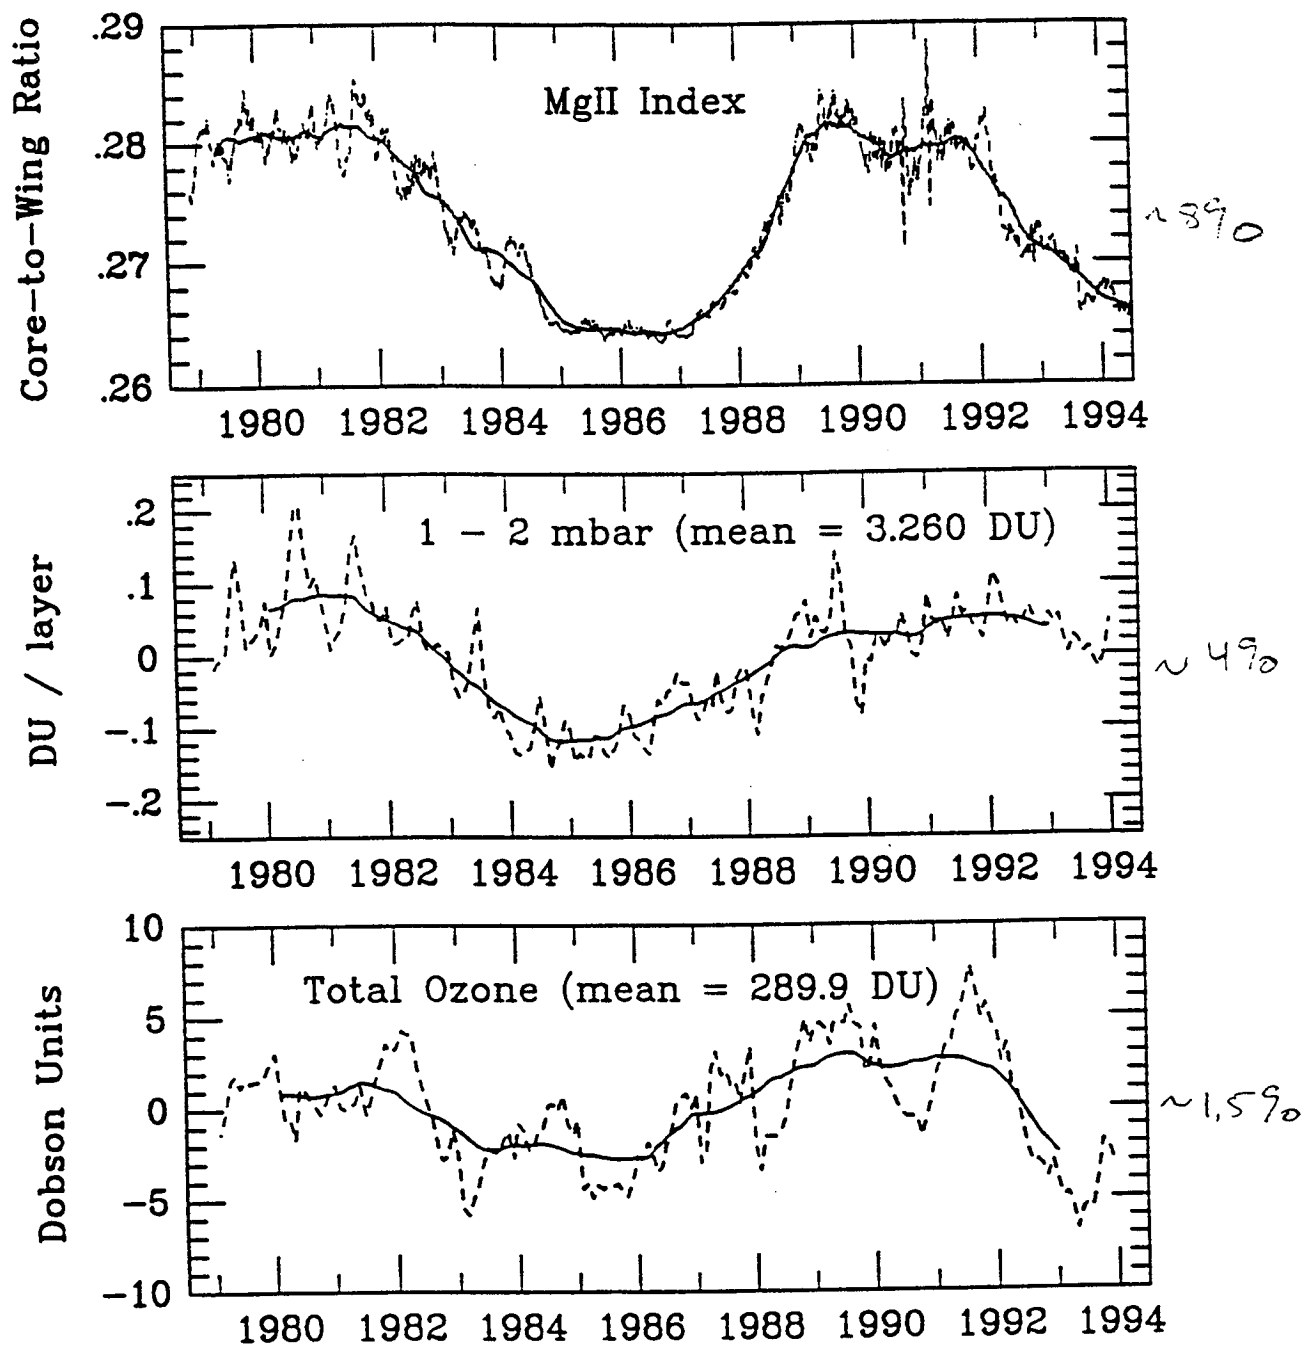 Core-to-Wing Ratio
.29
.28
.27
.26
MgII Index
~8%
1980 1982 1984 1986 1988 1990 1992 1994
DU / layer
.2
.1
0
-.1
-.2
1 - 2 mbar (mean = 3.260 DU)
~ 4%
1980 1982 1984 1986 1988 1990 1992 1994
Dobson Units
10
5
0
-5
-10
Total Ozone (mean = 289.9 DU)
~1.5%
1980 1982 1984 1986 1988 1990 1992 1994